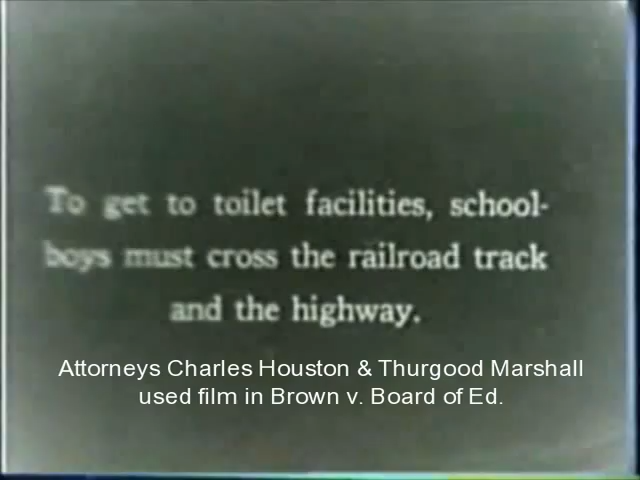 To get to toilet facilities, school-
boys must cross the railroad track
and the highway.
Attorneys Charles Houston & Thurgood Marshall
used film in Brown v. Board of Ed.